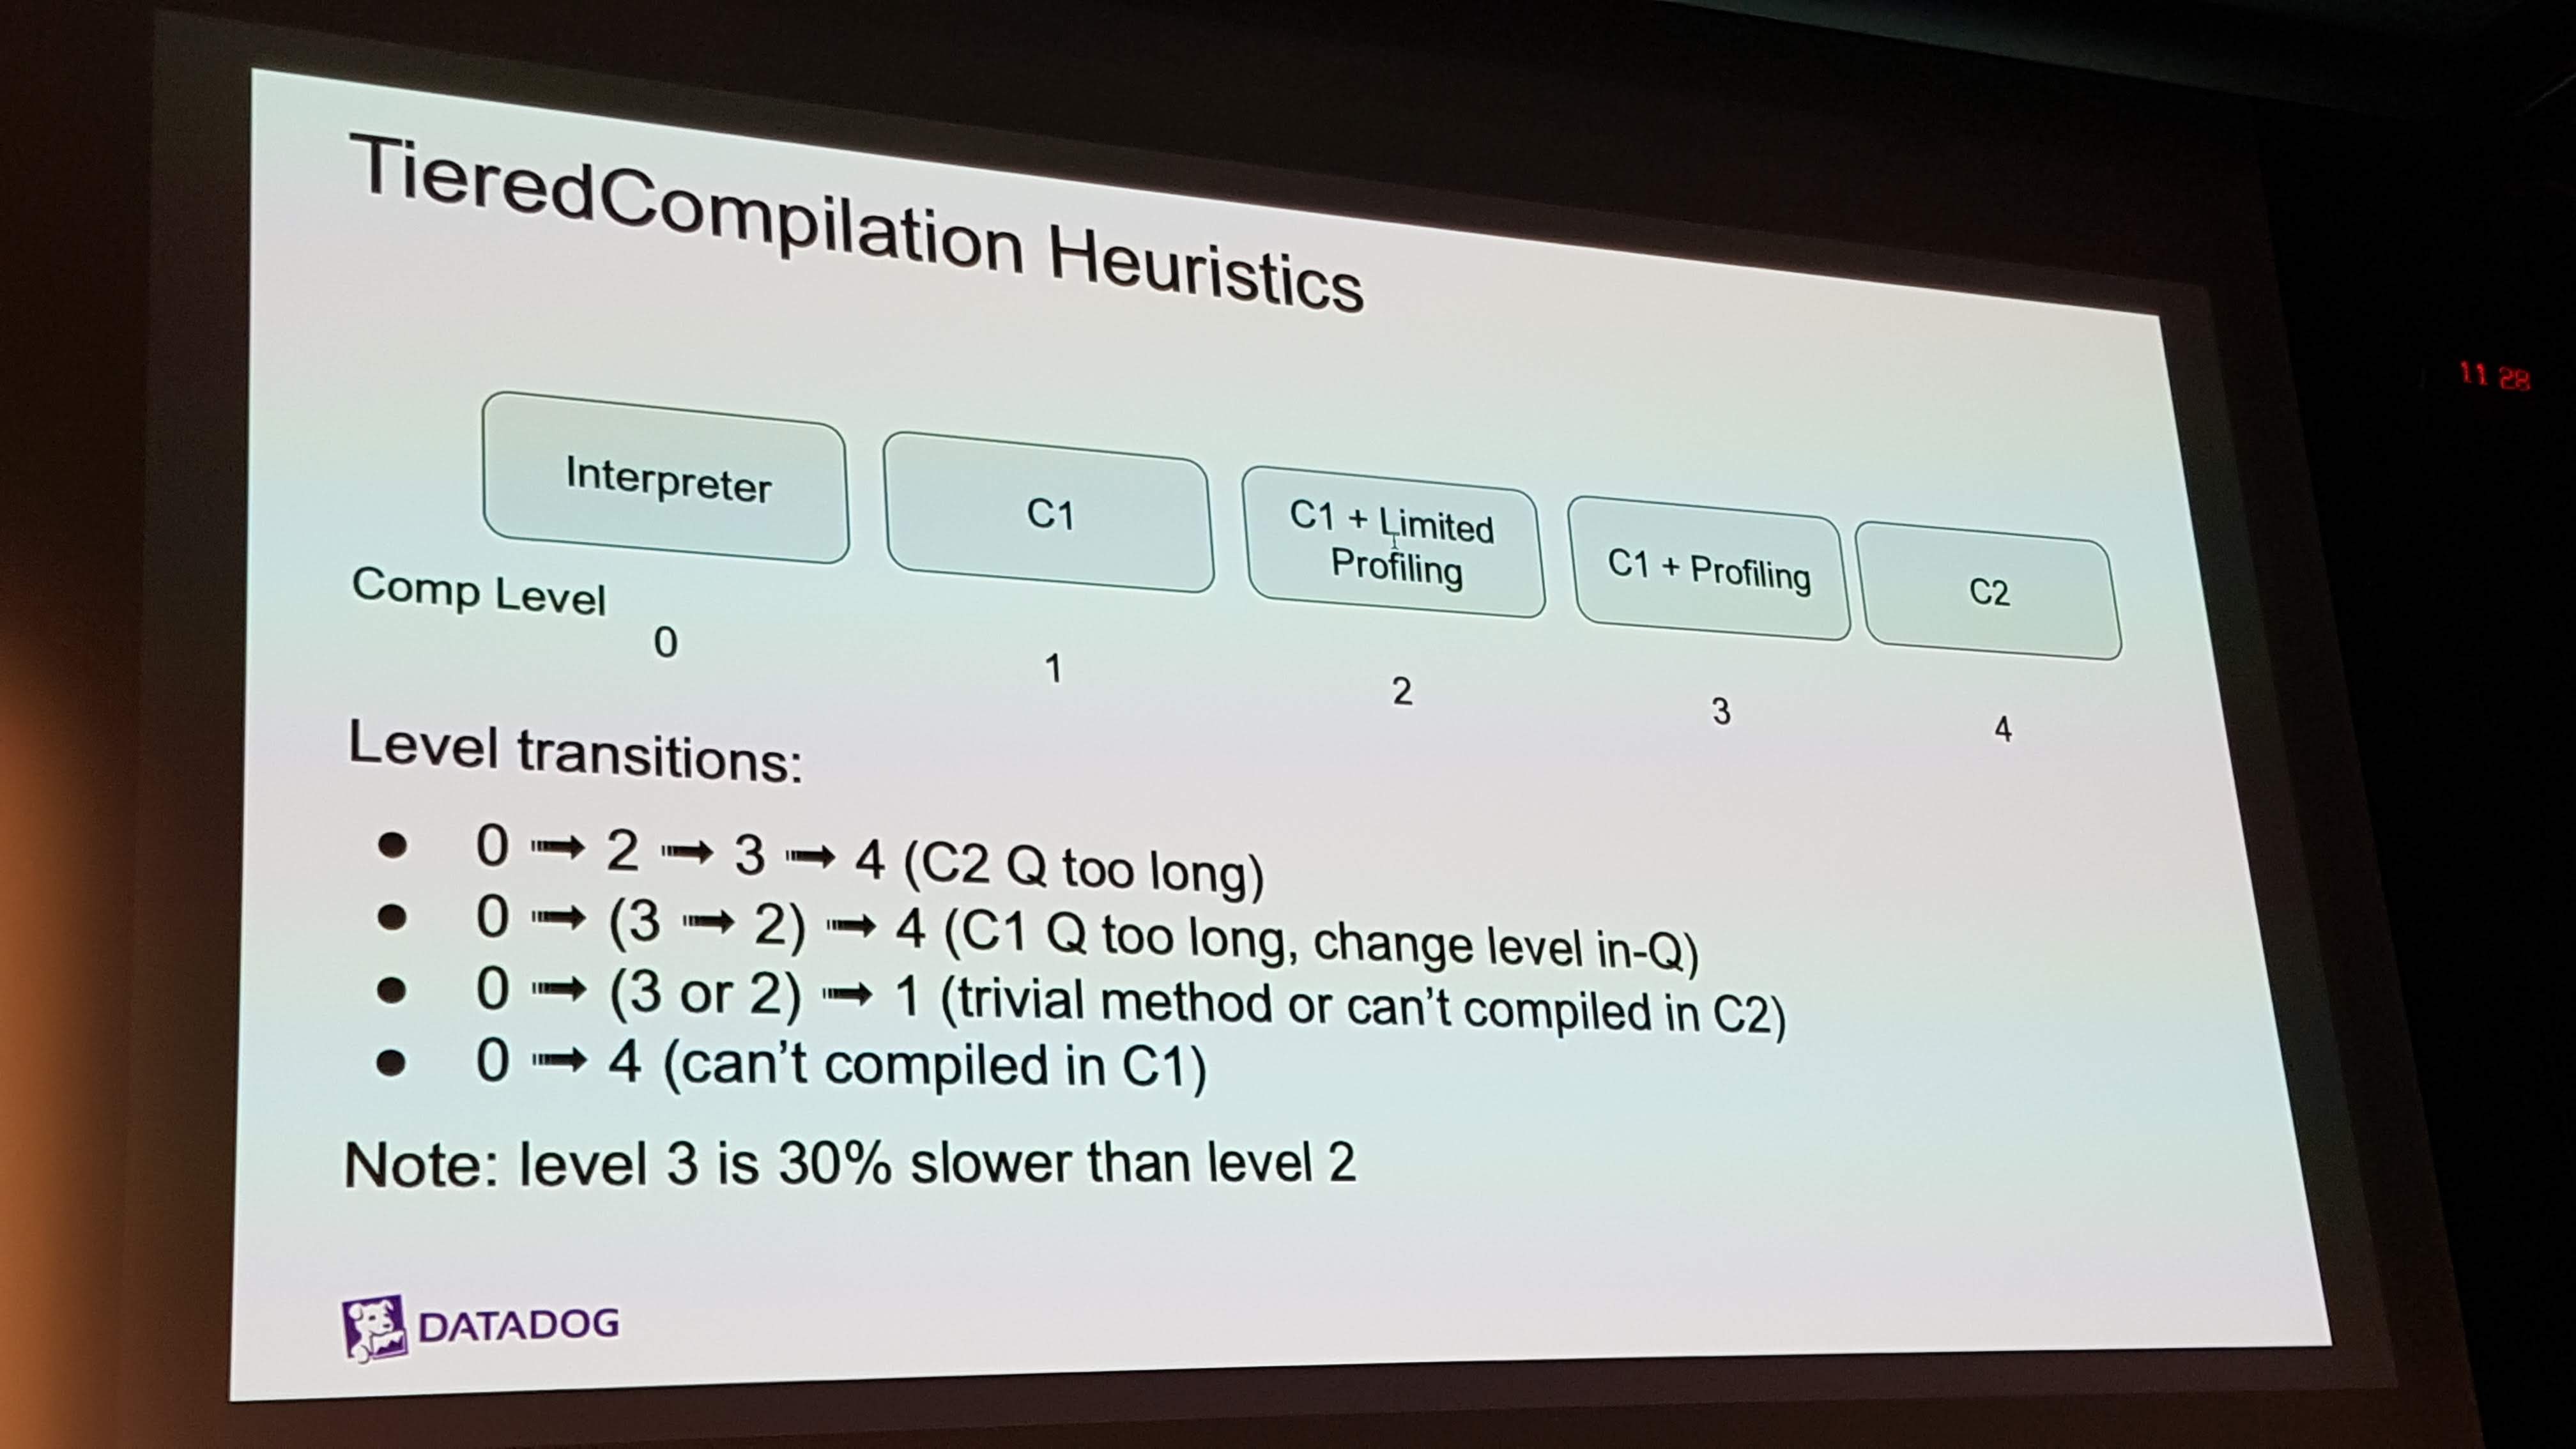 TieredCompilation Heuristics
Interpreter
C1
C1 + Limited
Profiling
C1 + Profiling
C2
Comp Level
0
1
2
3
4
Level transitions:
● 0 ➟ 2 ➟ 3 ➟ 4 (C2 Q too long)
● 0 ➟ (3 ➟ 2) ➟ 4 (C1 Q too long, change level in-Q)
● 0 ➟ (3 or 2) ➟ 1 (trivial method or can’t compiled in C2)
● 0 ➟ 4 (can’t compiled in C1)
Note: level 3 is 30% slower than level 2
DATADOG
11 28